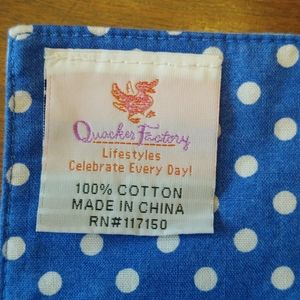 Quacker Factory
Lifestyles
Celebrate Every Day!
100% COTTON
MADE IN CHINA
RN#117150